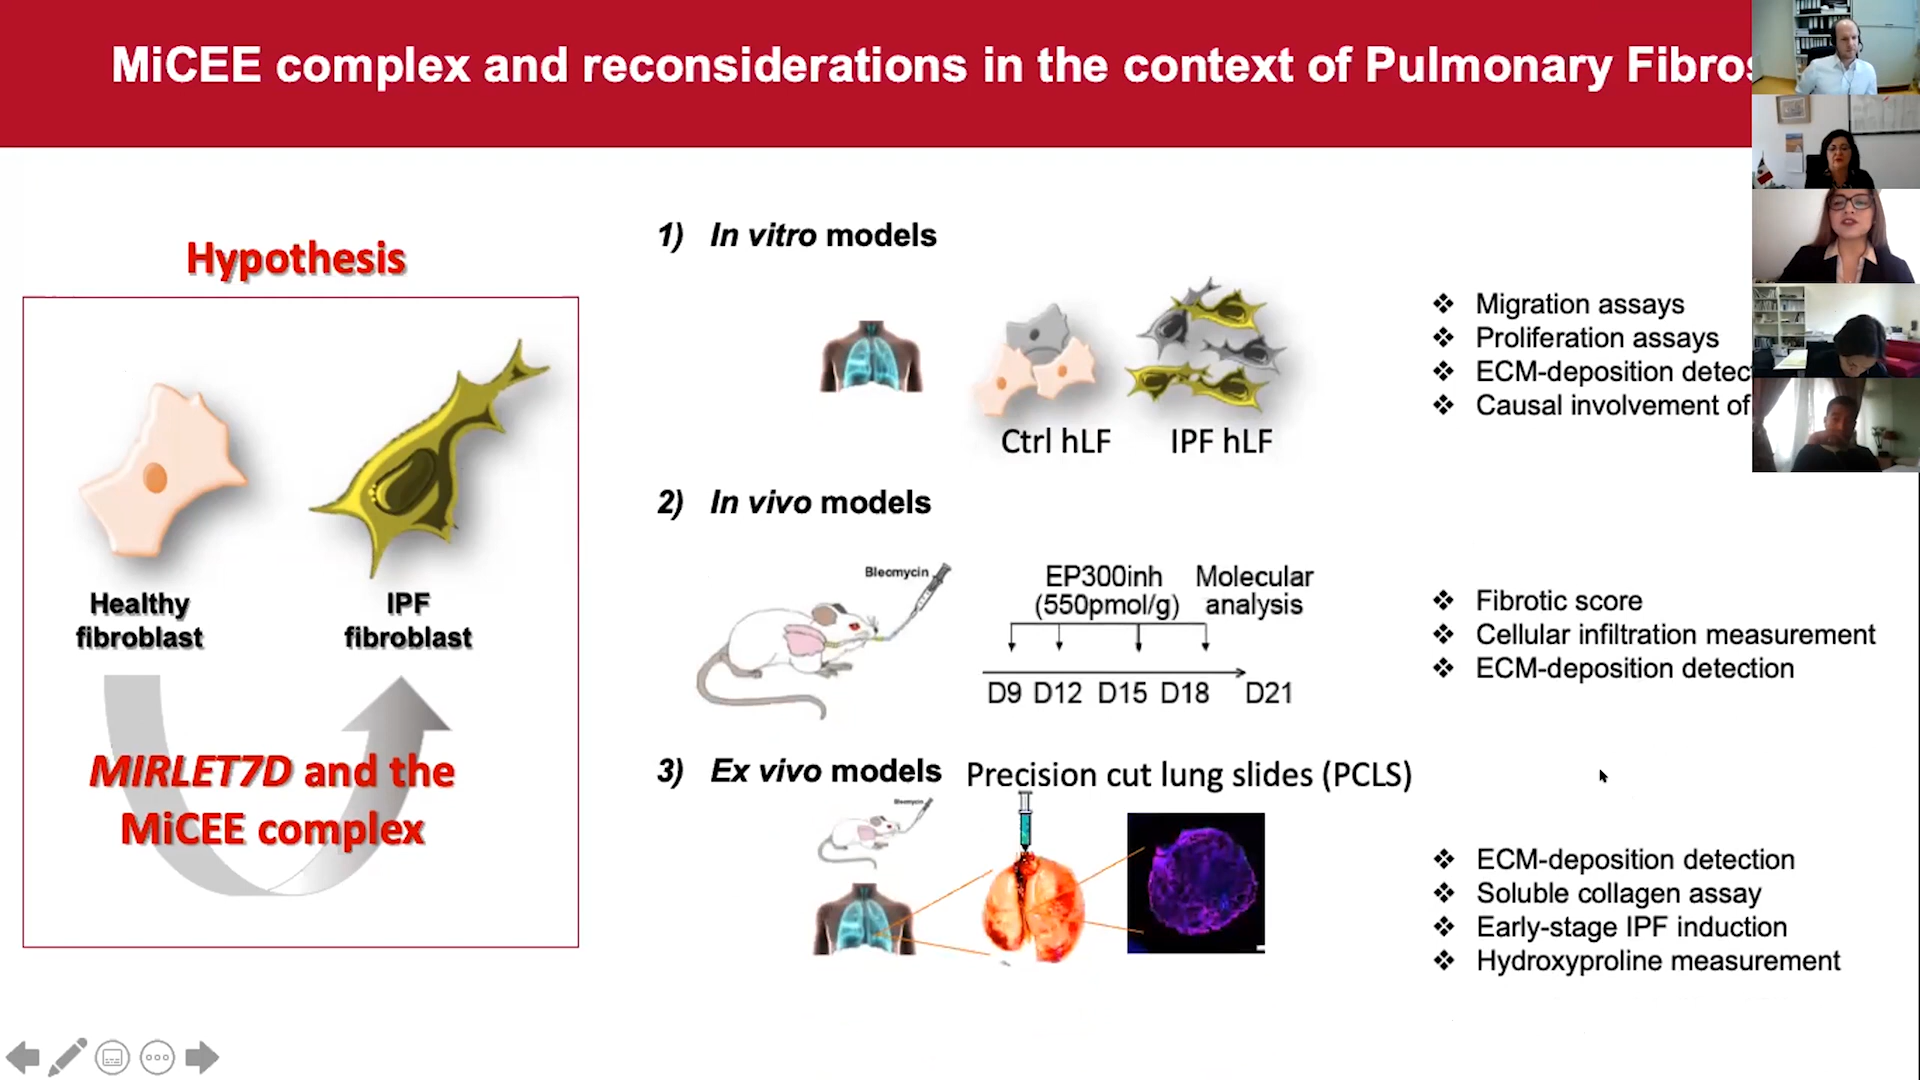 MiCEE complex and reconsiderations in the context of Pulmonary Fibros
Hypothesis
Healthy
fibroblast
IPF
fibroblast
MIRLET7D and the
MiCEE complex
1) In vitro models
Ctrl hLF
IPF hLF
❖ Migration assays
❖ Proliferation assays
❖ ECM-deposition detec
❖ Causal involvement of
2) In vivo models
Bleomycin
EP300inh
(550pmol/g)
Molecular
analysis
D9 D12 D15 D18 D21
❖ Fibrotic score
❖ Cellular infiltration measurement
❖ ECM-deposition detection
3) Ex vivo models
Precision cut lung slides (PCLS)
Bleomycin
❖ ECM-deposition detection
❖ Soluble collagen assay
❖ Early-stage IPF induction
❖ Hydroxyproline measurement